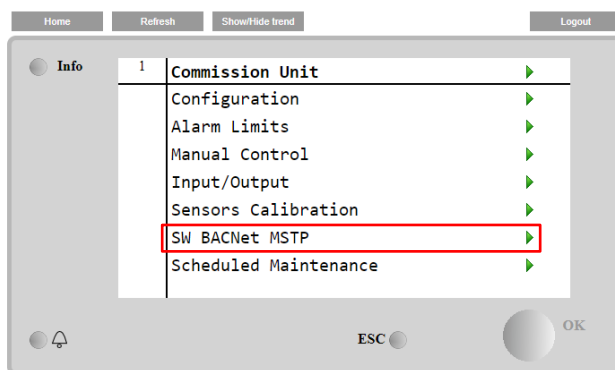 Home Refresh Show/Hide trend Logout
Info
1 Commission Unit
Configuration
Alarm Limits
Manual Control
Input/Output
Sensors Calibration
SW BACNet MSTP
Scheduled Maintenance
ESC OK